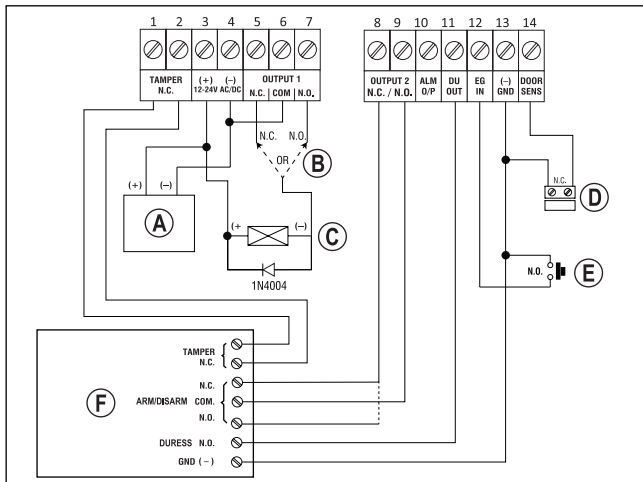 1 2 3 4 5 6 7
TAMPER N.C. (+) (–) OUTPUT 1
12-24V AC/DC N.C. | COM | N.O.
8 9 10 11 12 13 14
OUTPUT 2 N.C. / N.O. ALM O/P DU OUT EG IN (–) GND DOOR SENS
N.C. N.O.
OR
B
(+) (–)
A
(+ (–)
C
1N4004
N.C.
D
N.O.
E
F
TAMPER N.C.
N.C.
ARM/DISARM COM.
N.O.
DURESS N.O.
GND (–)